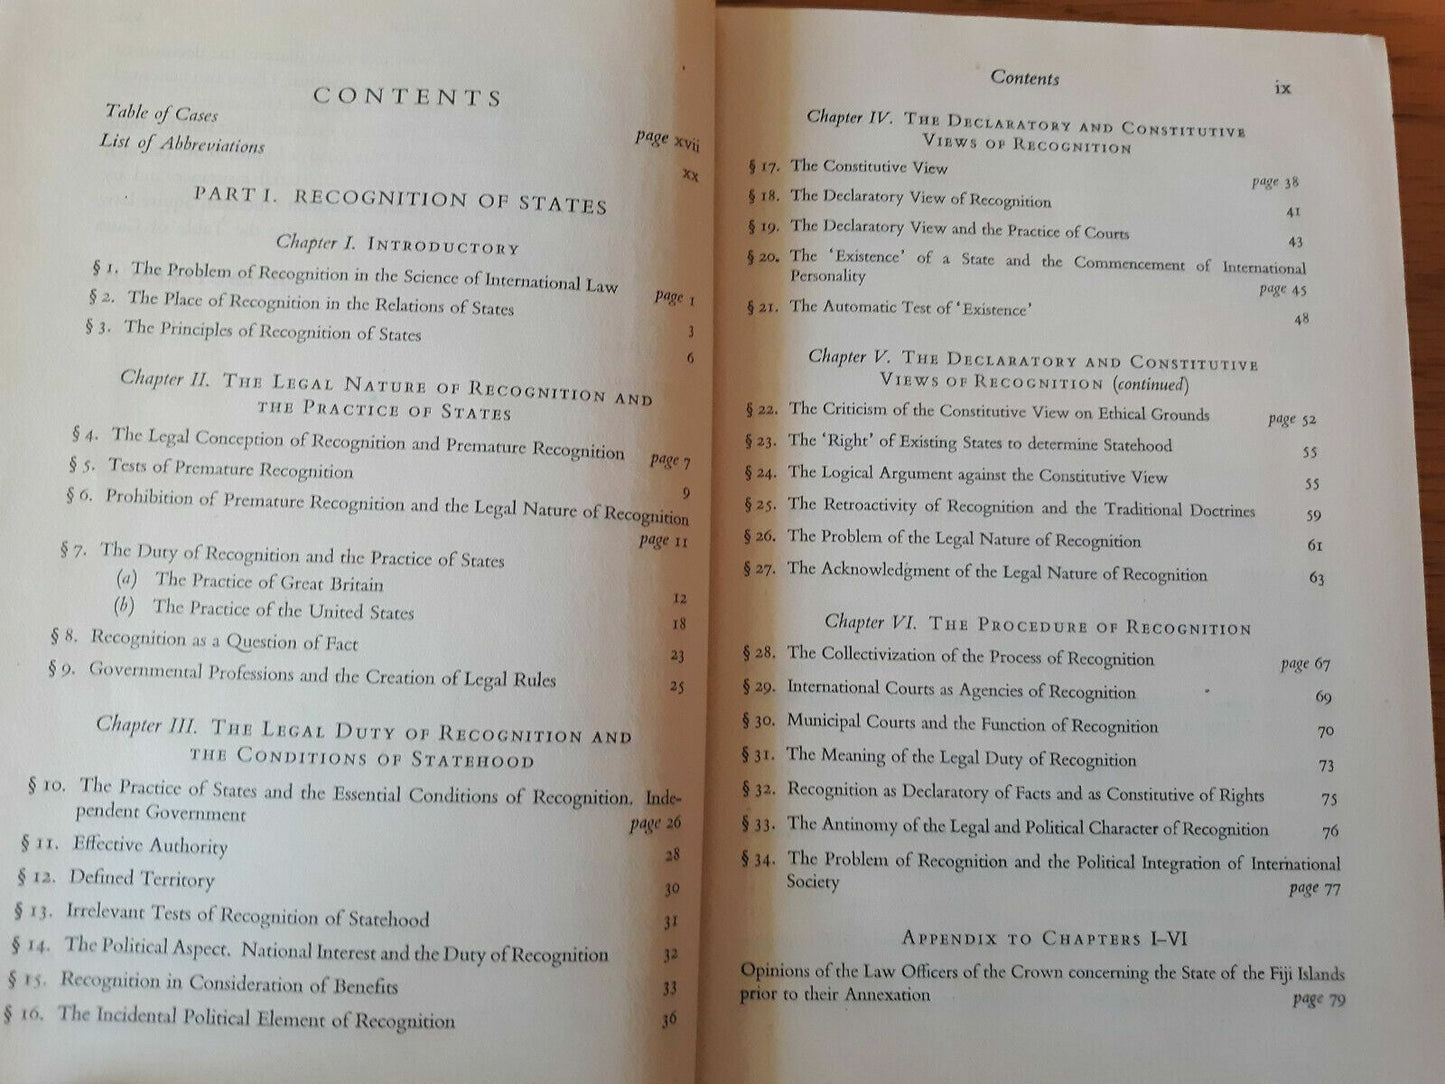 CONTENTS
Table of Cases page xvii
List of Abbreviations xx
PART I. RECOGNITION OF STATES
Chapter I. INTRODUCTORY
§ 1. The Problem of Recognition in the Science of International Law page 1
§ 2. The Place of Recognition in the Relations of States 3
§ 3. The Principles of Recognition of States 6
Chapter II. THE LEGAL NATURE OF RECOGNITION AND
THE PRACTICE OF STATES
§ 4. The Legal Conception of Recognition and Premature Recognition page 7
§ 5. Tests of Premature Recognition 9
§ 6. Prohibition of Premature Recognition and the Legal Nature of Recognition
page 11
§ 7. The Duty of Recognition and the Practice of States
(a) The Practice of Great Britain 12
(b) The Practice of the United States 18
§ 8. Recognition as a Question of Fact 23
§ 9. Governmental Professions and the Creation of Legal Rules 25
Chapter III. THE LEGAL DUTY OF RECOGNITION AND
THE CONDITIONS OF STATEHOOD
§ 10. The Practice of States and the Essential Conditions of Recognition. Inde-
pendent Government page 26
§ 11. Effective Authority 28
§ 12. Defined Territory 30
§ 13. Irrelevant Tests of Recognition of Statehood 31
§ 14. The Political Aspect. National Interest and the Duty of Recognition 32
§ 15. Recognition in Consideration of Benefits 33
§ 16. The Incidental Political Element of Recognition 36
Contents ix
Chapter IV. THE DECLARATORY AND CONSTITUTIVE
VIEWS OF RECOGNITION
§ 17. The Constitutive View page 38
§ 18. The Declaratory View of Recognition 41
§ 19. The Declaratory View and the Practice of Courts 43
§ 20. The ‘Existence’ of a State and the Commencement of International
Personality page 45
§ 21. The Automatic Test of ‘Existence’ 48
Chapter V. THE DECLARATORY AND CONSTITUTIVE
VIEWS OF RECOGNITION (continued)
§ 22. The Criticism of the Constitutive View on Ethical Grounds page 52
§ 23. The ‘Right’ of Existing States to determine Statehood 55
§ 24. The Logical Argument against the Constitutive View 55
§ 25. The Retroactivity of Recognition and the Traditional Doctrines 59
§ 26. The Problem of the Legal Nature of Recognition 61
§ 27. The Acknowledgment of the Legal Nature of Recognition 63
Chapter VI. THE PROCEDURE OF RECOGNITION
§ 28. The Collectivization of the Process of Recognition page 67
§ 29. International Courts as Agencies of Recognition 69
§ 30. Municipal Courts and the Function of Recognition 70
§ 31. The Meaning of the Legal Duty of Recognition 73
§ 32. Recognition as Declaratory of Facts and as Constitutive of Rights 75
§ 33. The Antinomy of the Legal and Political Character of Recognition 76
§ 34. The Problem of Recognition and the Political Integration of International
Society page 77
APPENDIX TO CHAPTERS I–VI
Opinions of the Law Officers of the Crown concerning the State of the Fiji Islands
prior to their Annexation page 79